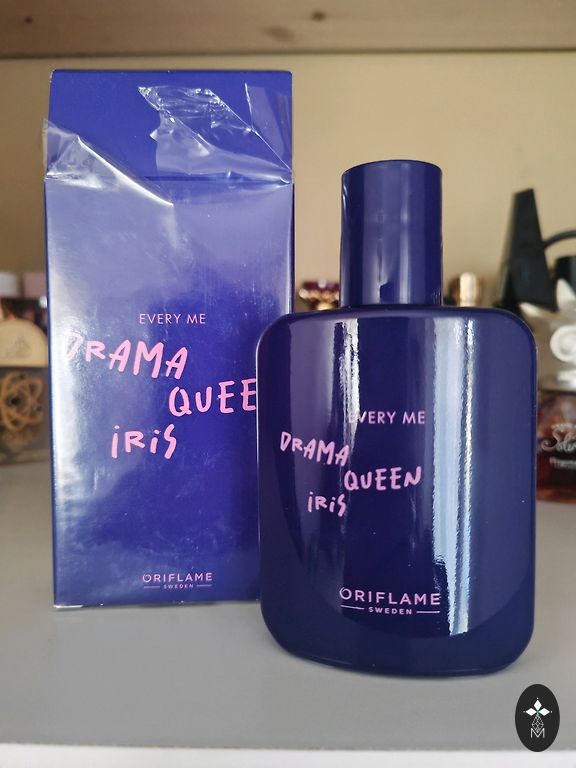 EVERY ME
DRAMA
QUEE
iRiS
ORIFLAME
SWEDEN
EVERY ME
DRAMA
QUEEN
iRiS
ORIFLAME
SWEDEN
M